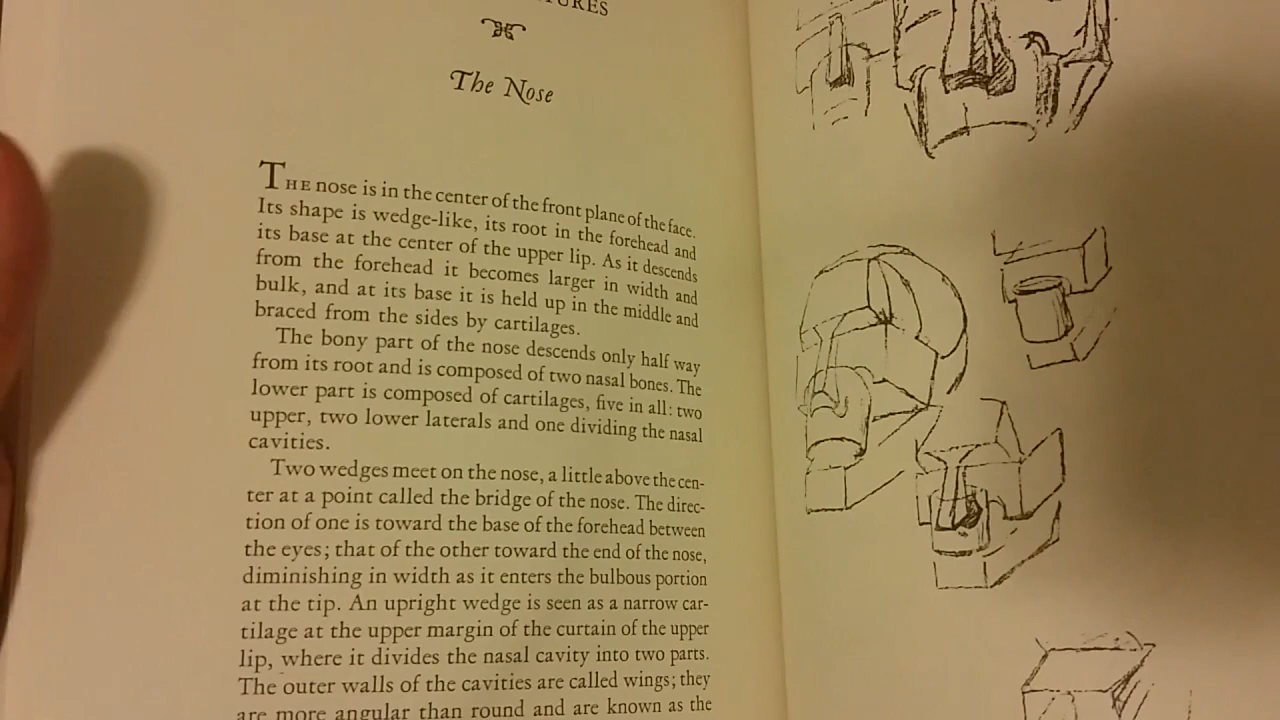 The Nose
THE nose is in the center of the front plane of the face.
Its shape is wedge-like, its root in the forehead and
its base at the center of the upper lip. As it descends
from the forehead it becomes larger in width and
bulk, and at its base it is held up in the middle and
braced from the sides by cartilages.
The bony part of the nose descends only half way
from its root and is composed of two nasal bones. The
lower part is composed of cartilages, five in all: two
upper, two lower laterals and one dividing the nasal
cavities.
Two wedges meet on the nose, a little above the cen-
ter at a point called the bridge of the nose. The direc-
tion of one is toward the base of the forehead between
the eyes; that of the other toward the end of the nose,
diminishing in width as it enters the bulbous portion
at the tip. An upright wedge is seen as a narrow car-
tilage at the upper margin of the curtain of the upper
lip, where it divides the nasal cavity into two parts.
The outer walls of the cavities are called wings; they
are more angular than round and are known as the